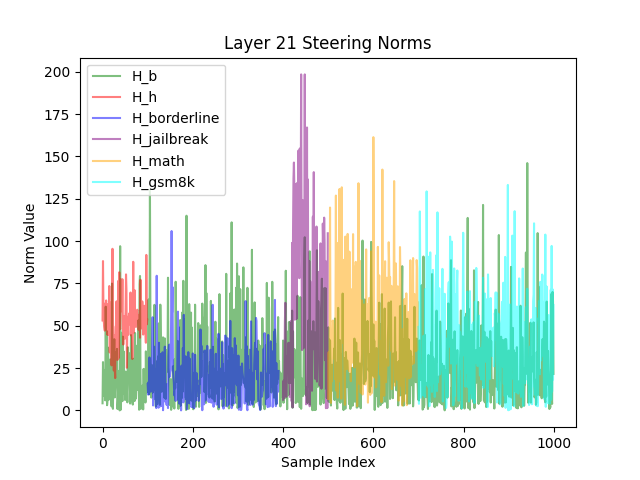 Layer 21 Steering Norms
Norm Value
200
175
150
125
100
75
50
25
0
H_b
H_h
H_borderline
H_jailbreak
H_math
H_gsm8k
0
200
400
600
800
1000
Sample Index